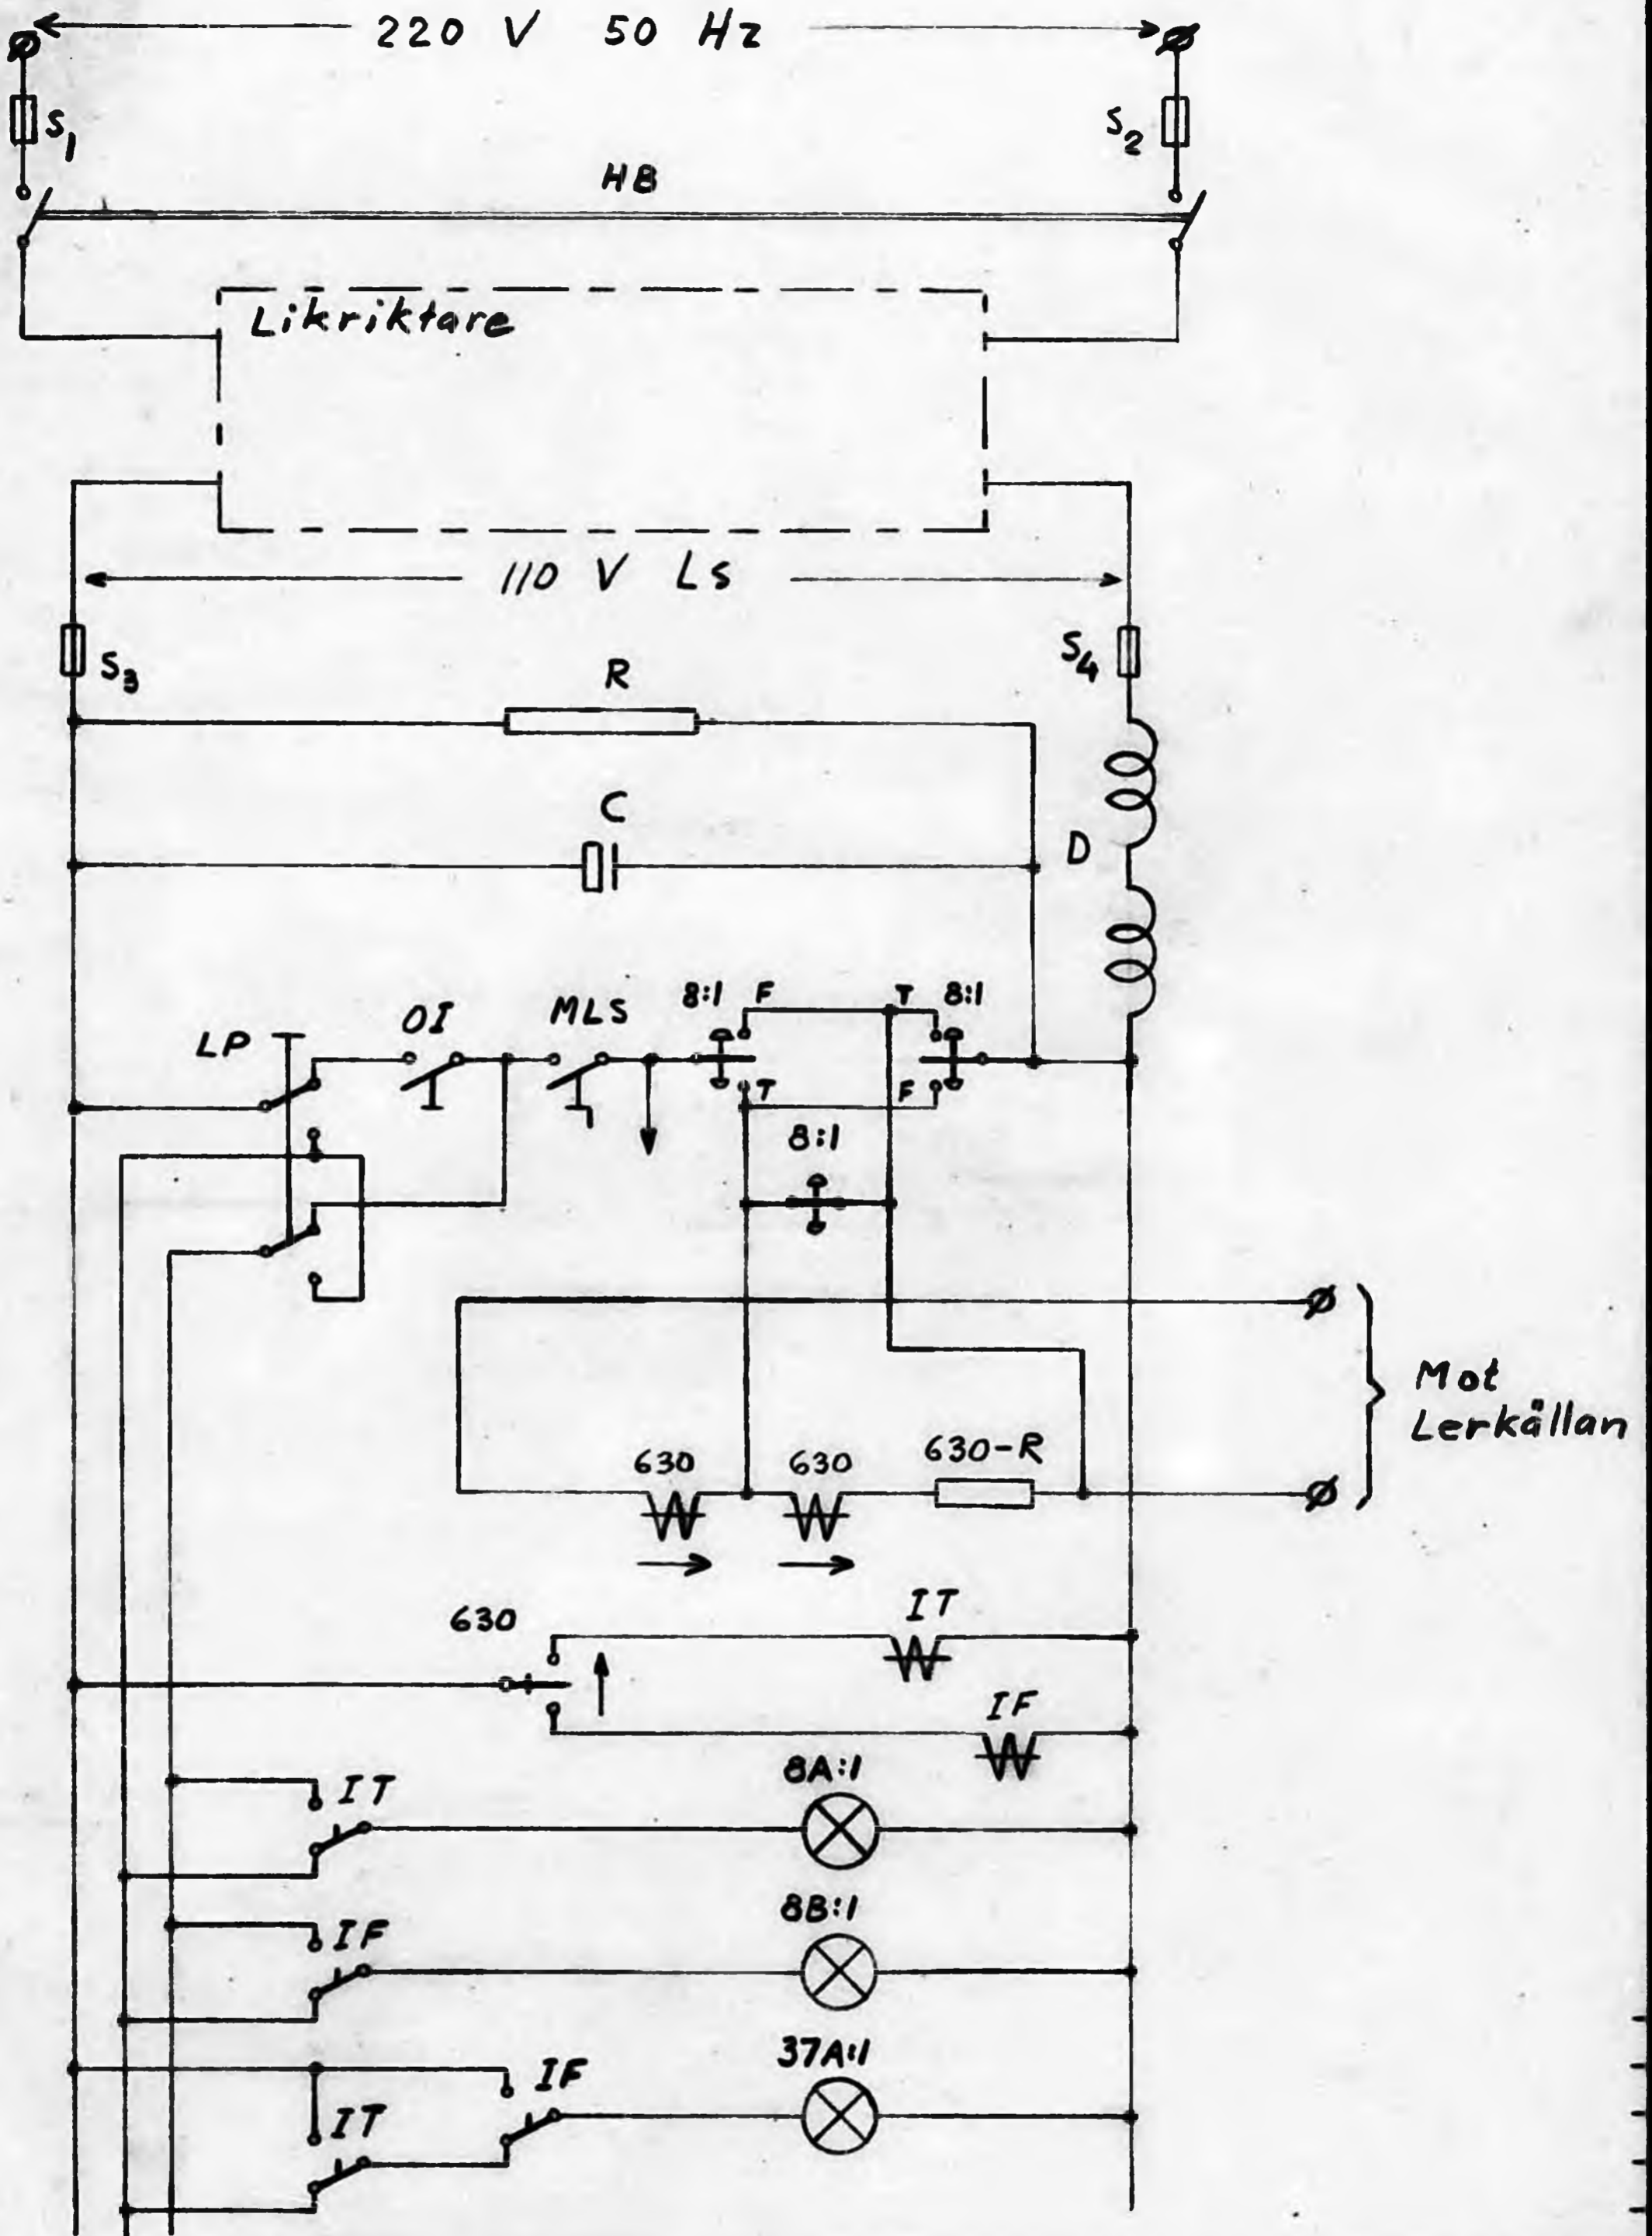 220 V 50 Hz
S1
S2
HB
Likriktare
110 V Ls
S3
S4
R
C
D
LP
OI
MLS
8:1
F
T
8:1
T
F
8:1
Mot
Lerkällan
630
630
630-R
630
IT
IF
IT
8A:1
IF
8B:1
IF
37A:1
IT